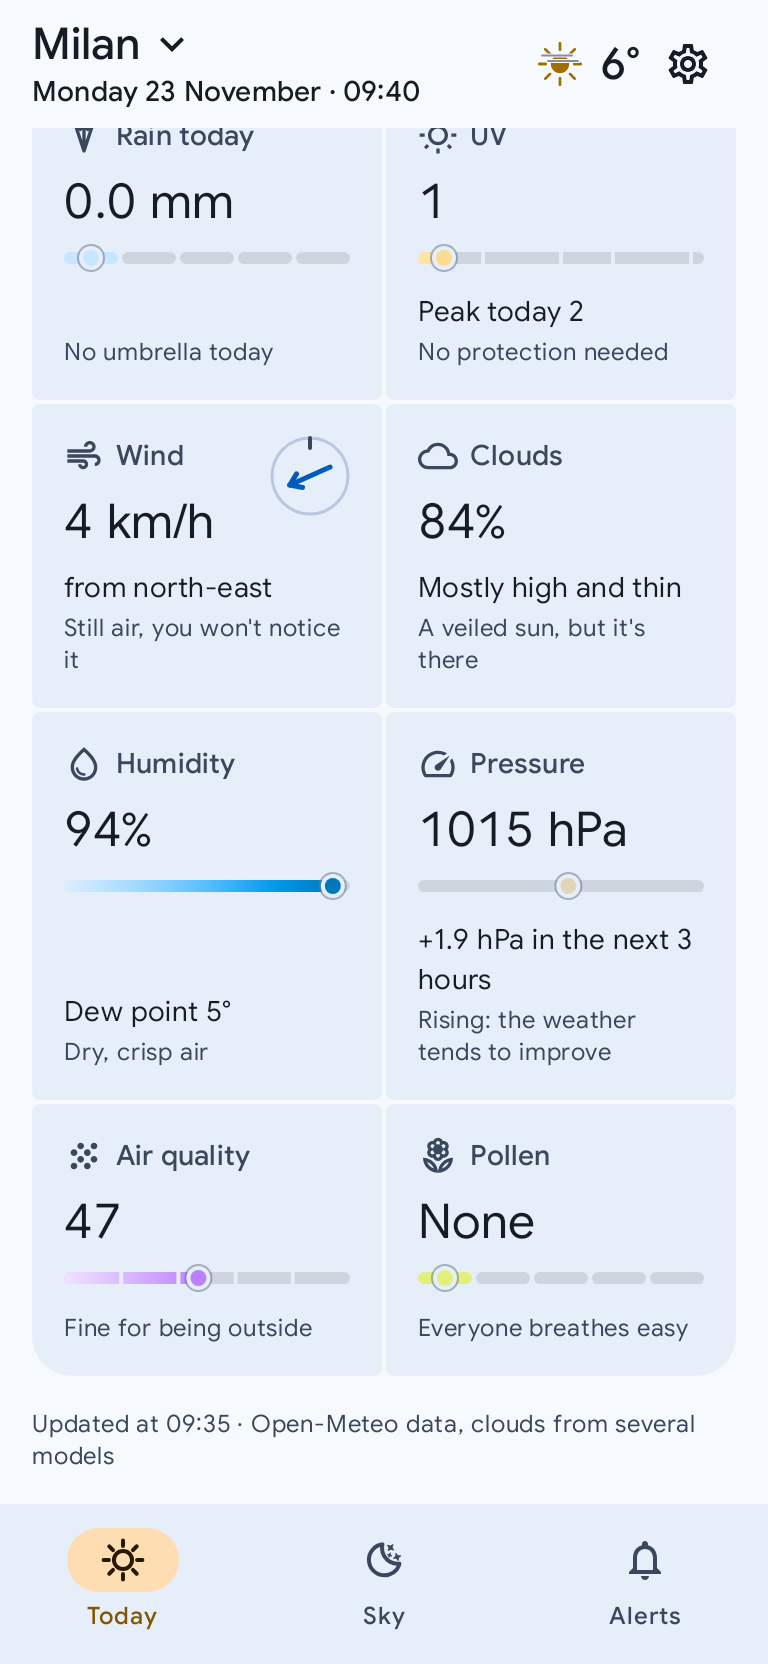 Milan
Monday 23 November · 09:40
6°
Rain today
0.0 mm
No umbrella today
UV
1
Peak today 2
No protection needed
Wind
4 km/h
from north-east
Still air, you won't notice
it
Clouds
84%
Mostly high and thin
A veiled sun, but it's
there
Humidity
94%
Dew point 5°
Dry, crisp air
Pressure
1015 hPa
+1.9 hPa in the next 3
hours
Rising: the weather
tends to improve
Air quality
47
Fine for being outside
Pollen
None
Everyone breathes easy
Updated at 09:35 · Open-Meteo data, clouds from several
models
Today
Sky
Alerts